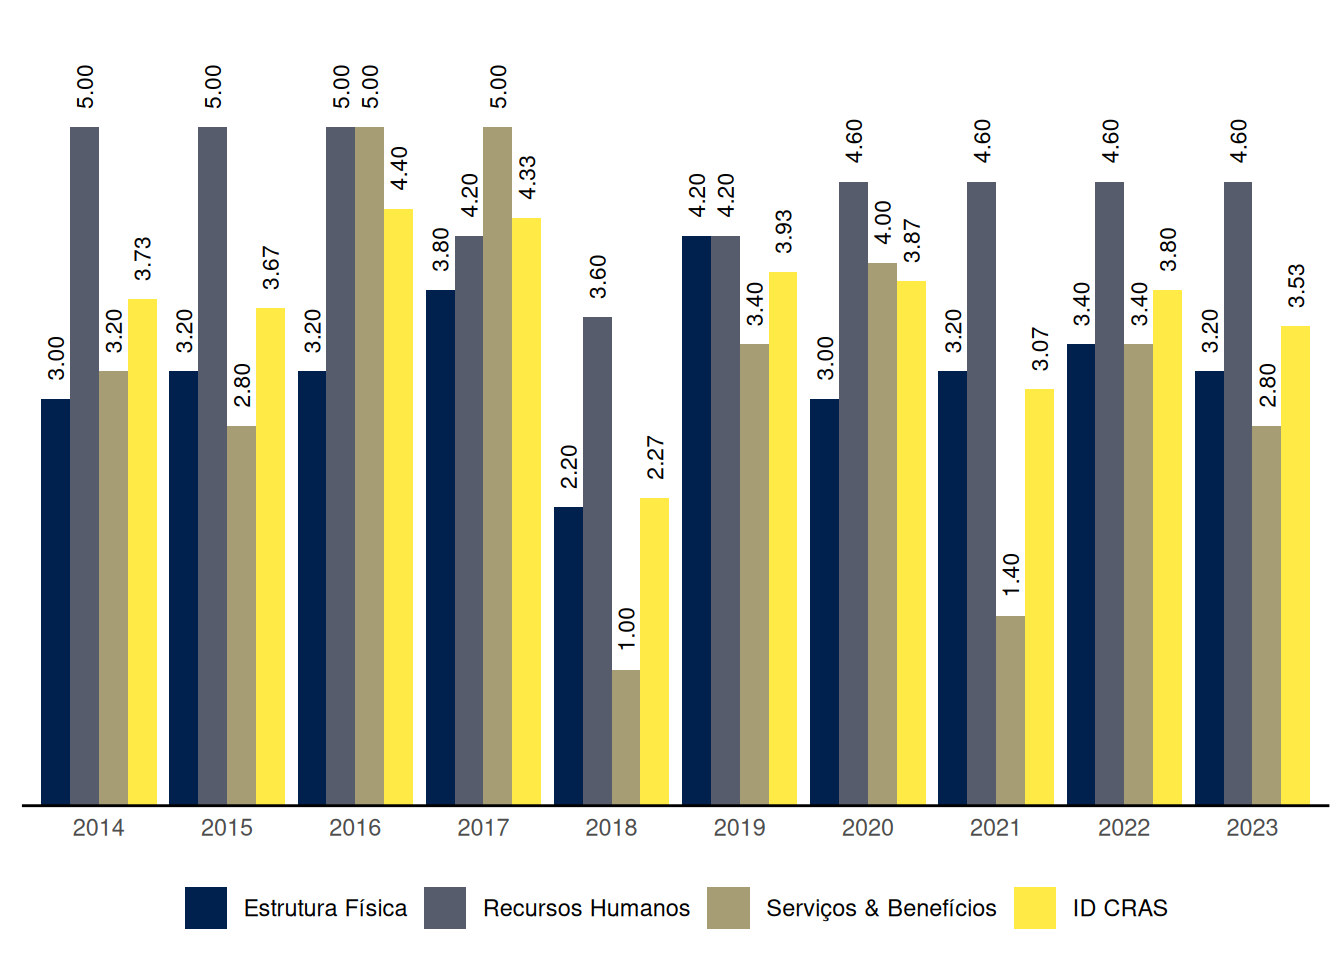 5.00 5.00 5.00 5.00 5.00
4.60 4.60 4.60 4.60
4.40 4.33
4.20 4.20 4.20
4.00
3.93 3.87
3.80 3.80
3.73 3.67 3.60 3.53
3.40 3.40 3.40
3.20 3.20 3.20 3.20 3.20
3.00 3.00 3.07
2.80 2.80
2.20 2.27
1.40
1.00
2014 2015 2016 2017 2018 2019 2020 2021 2022 2023
Estrutura Física Recursos Humanos Serviços & Benefícios ID CRAS